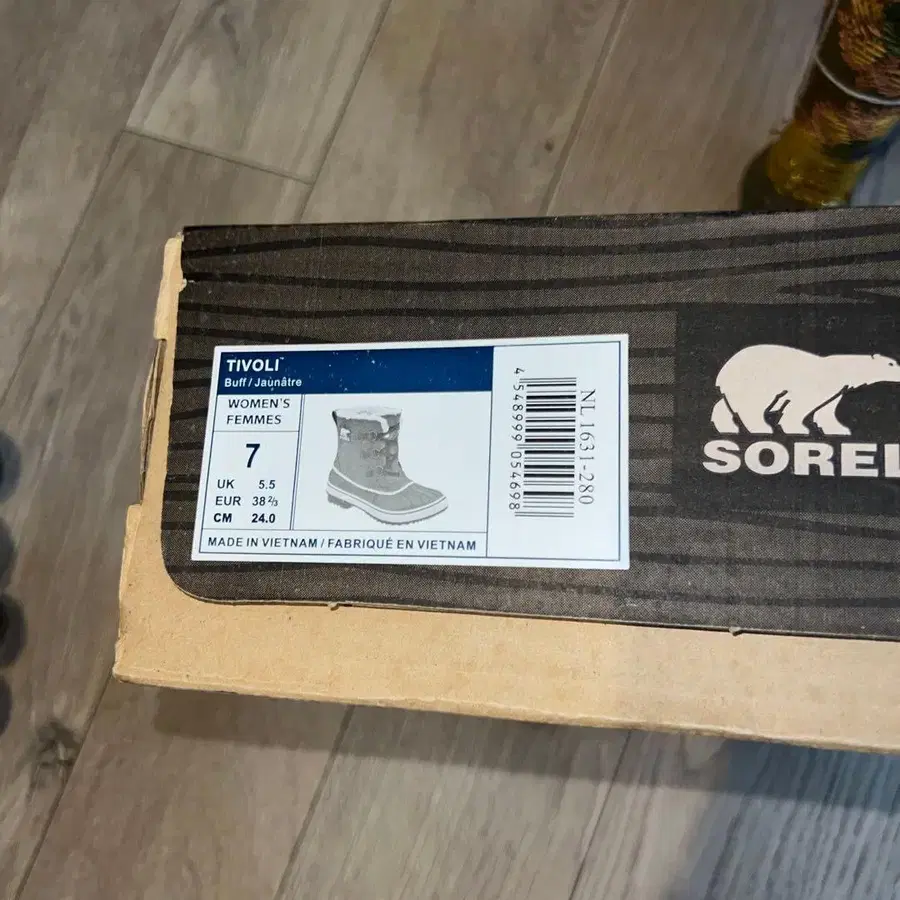 TIVOLI™
Buff / Jaunâtre
WOMEN'S
FEMMES
7
UK 5.5
EUR 38 ⅔
CM 24.0
MADE IN VIETNAM / FABRIQUÉ EN VIETNAM
4 548999 054698
NL 1631-280
SOREL